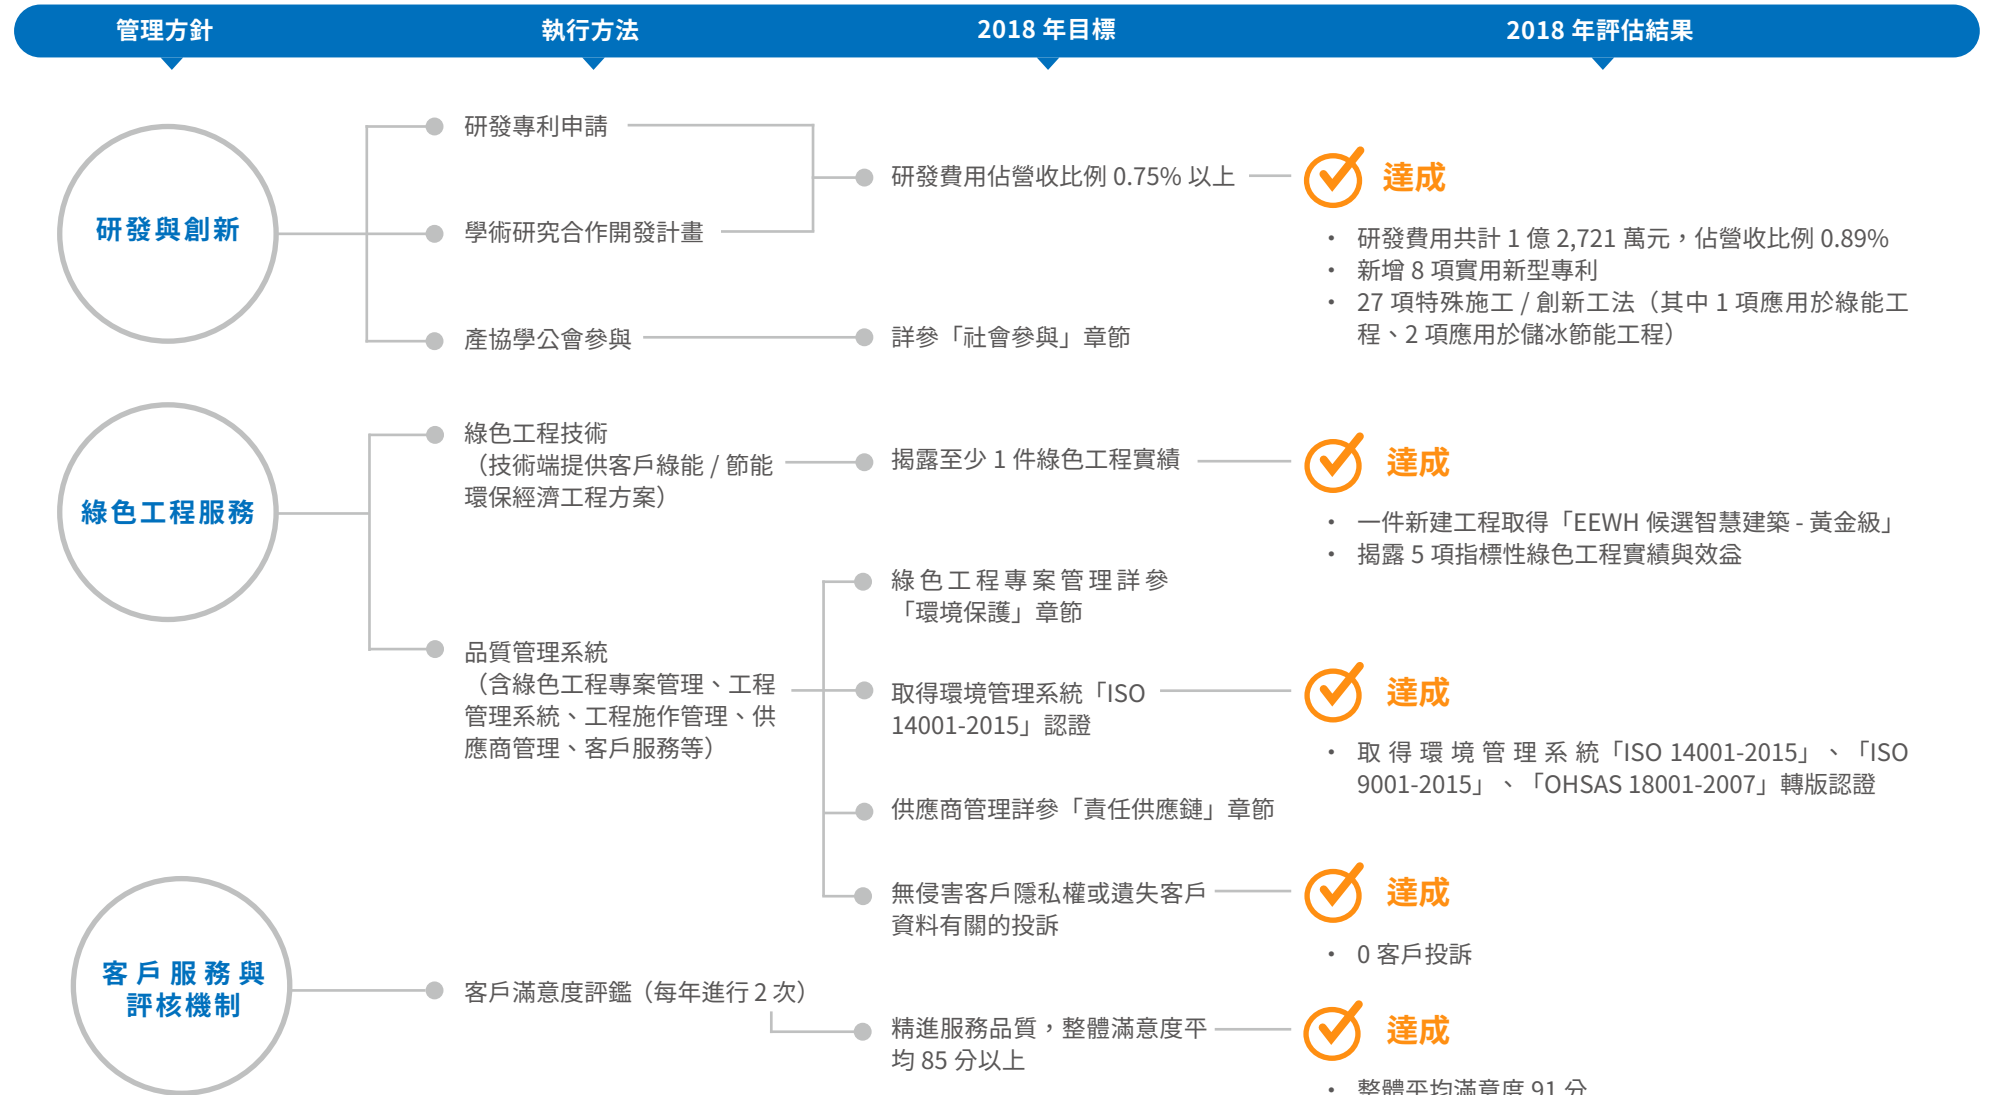 管理方針
執行方法
2018 年目標
2018 年評估結果
研發與創新
研發專利申請
學術研究合作開發計畫
產協學公會參與
研發費用佔營收比例 0.75% 以上
詳參「社會參與」章節
達成
• 研發費用共計 1 億 2,721 萬元，佔營收比例 0.89%
• 新增 8 項實用新型專利
• 27 項特殊施工 / 創新工法（其中 1 項應用於綠能工
程、2 項應用於儲冰節能工程）
綠色工程服務
綠色工程技術
（技術端提供客戶綠能 / 節能
環保經濟工程方案）
揭露至少 1 件綠色工程實績
達成
• 一件新建工程取得「EEWH 候選智慧建築 - 黃金級」
• 揭露 5 項指標性綠色工程實績與效益
品質管理系統
（含綠色工程專案管理、工程
管理系統、工程施作管理、供
應商管理、客戶服務等）
綠色工程專案管理詳參
「環境保護」章節
取得環境管理系統「ISO
14001-2015」認證
達成
• 取得環境管理系統「ISO 14001-2015」、「ISO
9001-2015」、「OHSAS 18001-2007」轉版認證
供應商管理詳參「責任供應鏈」章節
無侵害客戶隱私權或遺失客戶
資料有關的投訴
達成
• 0 客戶投訴
客戶服務與
評核機制
客戶滿意度評鑑（每年進行 2 次）
精進服務品質，整體滿意度平
均 85 分以上
達成
• 整體平均滿意度 91 分